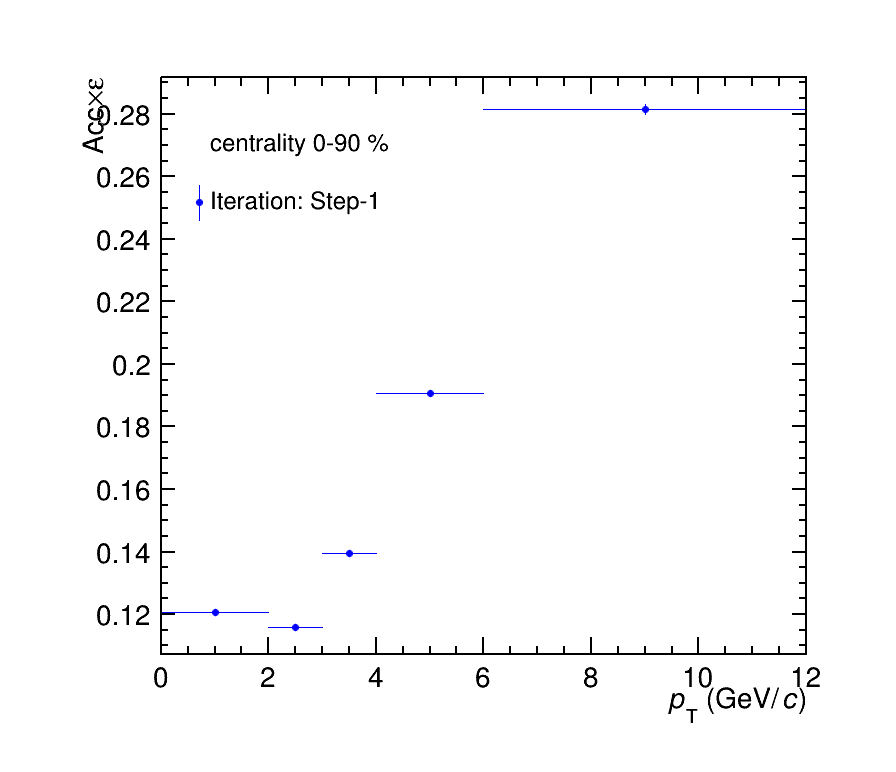 Acc×ε
0.28
0.26
0.24
0.22
0.2
0.18
0.16
0.14
0.12
centrality 0-90 %
Iteration: Step-1
0 2 4 6 8 10 12
p_T (GeV/c)